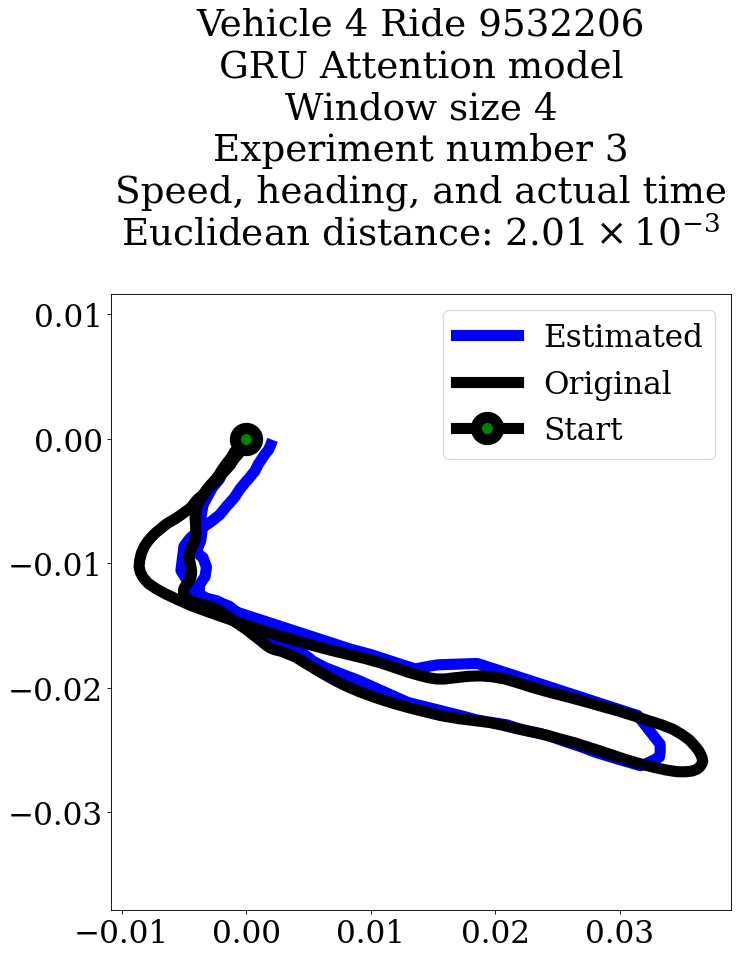 Vehicle 4 Ride 9532206
GRU Attention model
Window size 4
Experiment number 3
Speed, heading, and actual time
Euclidean distance: 2.01 × 10⁻³
Estimated
Original
Start
0.01
0.00
−0.01
−0.02
−0.03
−0.01 0.00 0.01 0.02 0.03